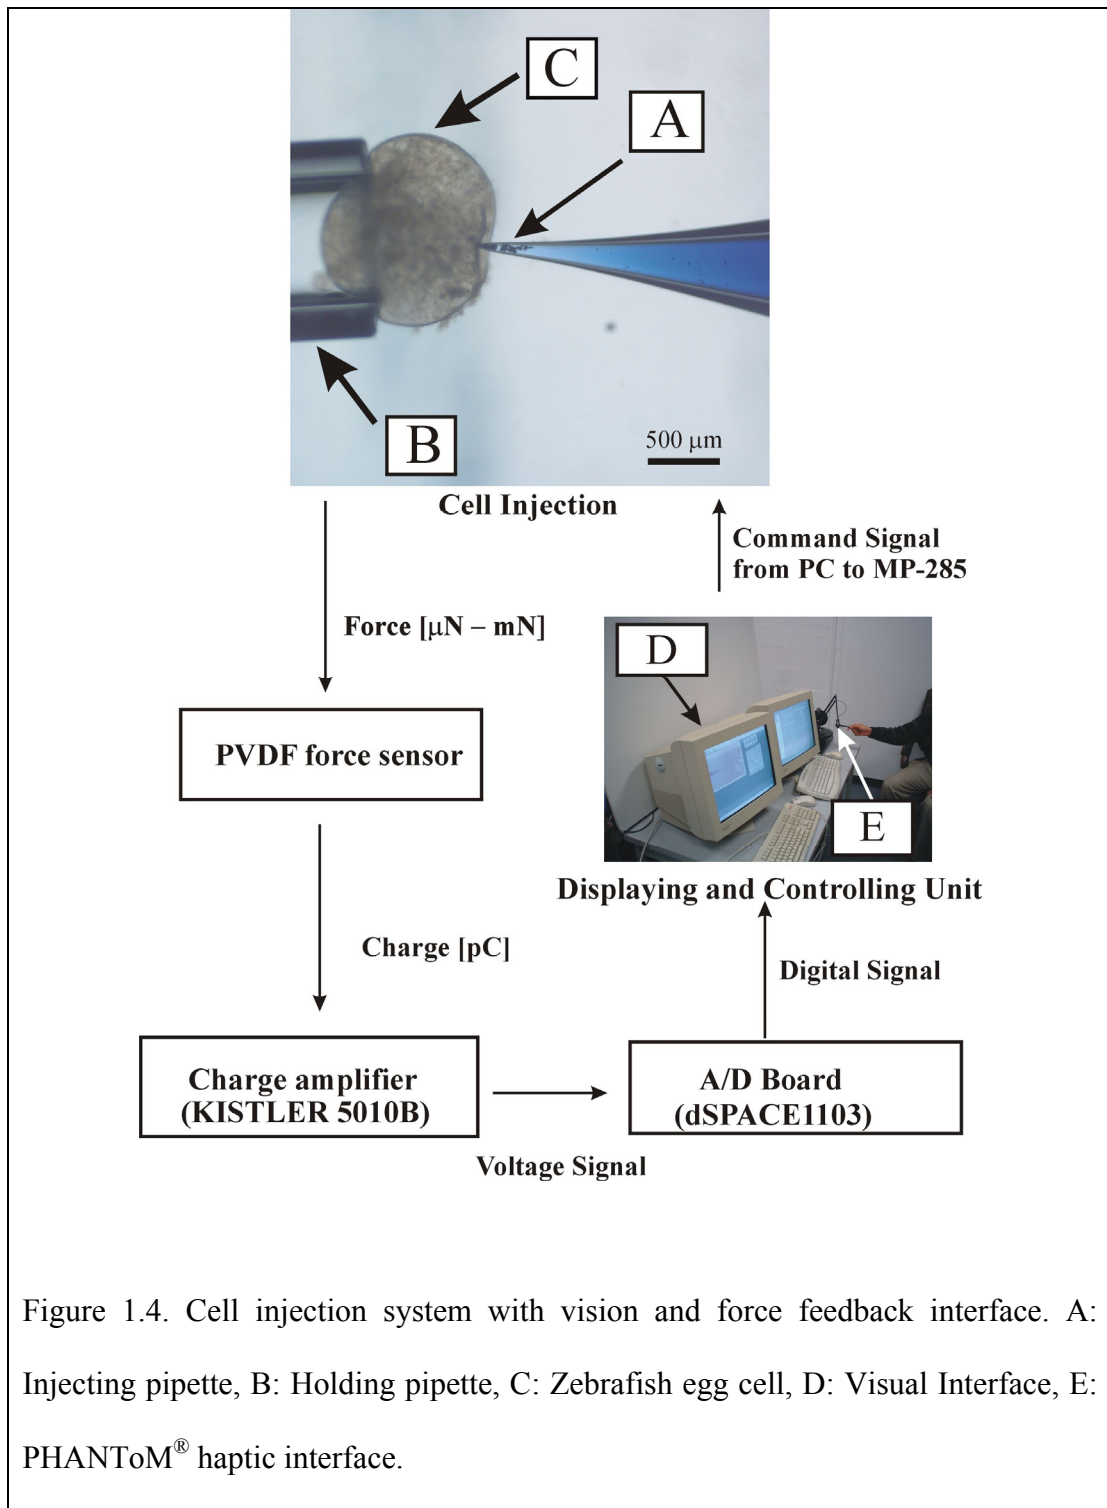 C
A
B
500 μm
Cell Injection
Command Signal
from PC to MP-285
Force [μN – mN]
D
PVDF force sensor
E
Displaying and Controlling Unit
Charge [pC]
Digital Signal
Charge amplifier
(KISTLER 5010B)
A/D Board
(dSPACE1103)
Voltage Signal
Figure 1.4. Cell injection system with vision and force feedback interface. A:
Injecting pipette, B: Holding pipette, C: Zebrafish egg cell, D: Visual Interface, E:
PHANToM® haptic interface.